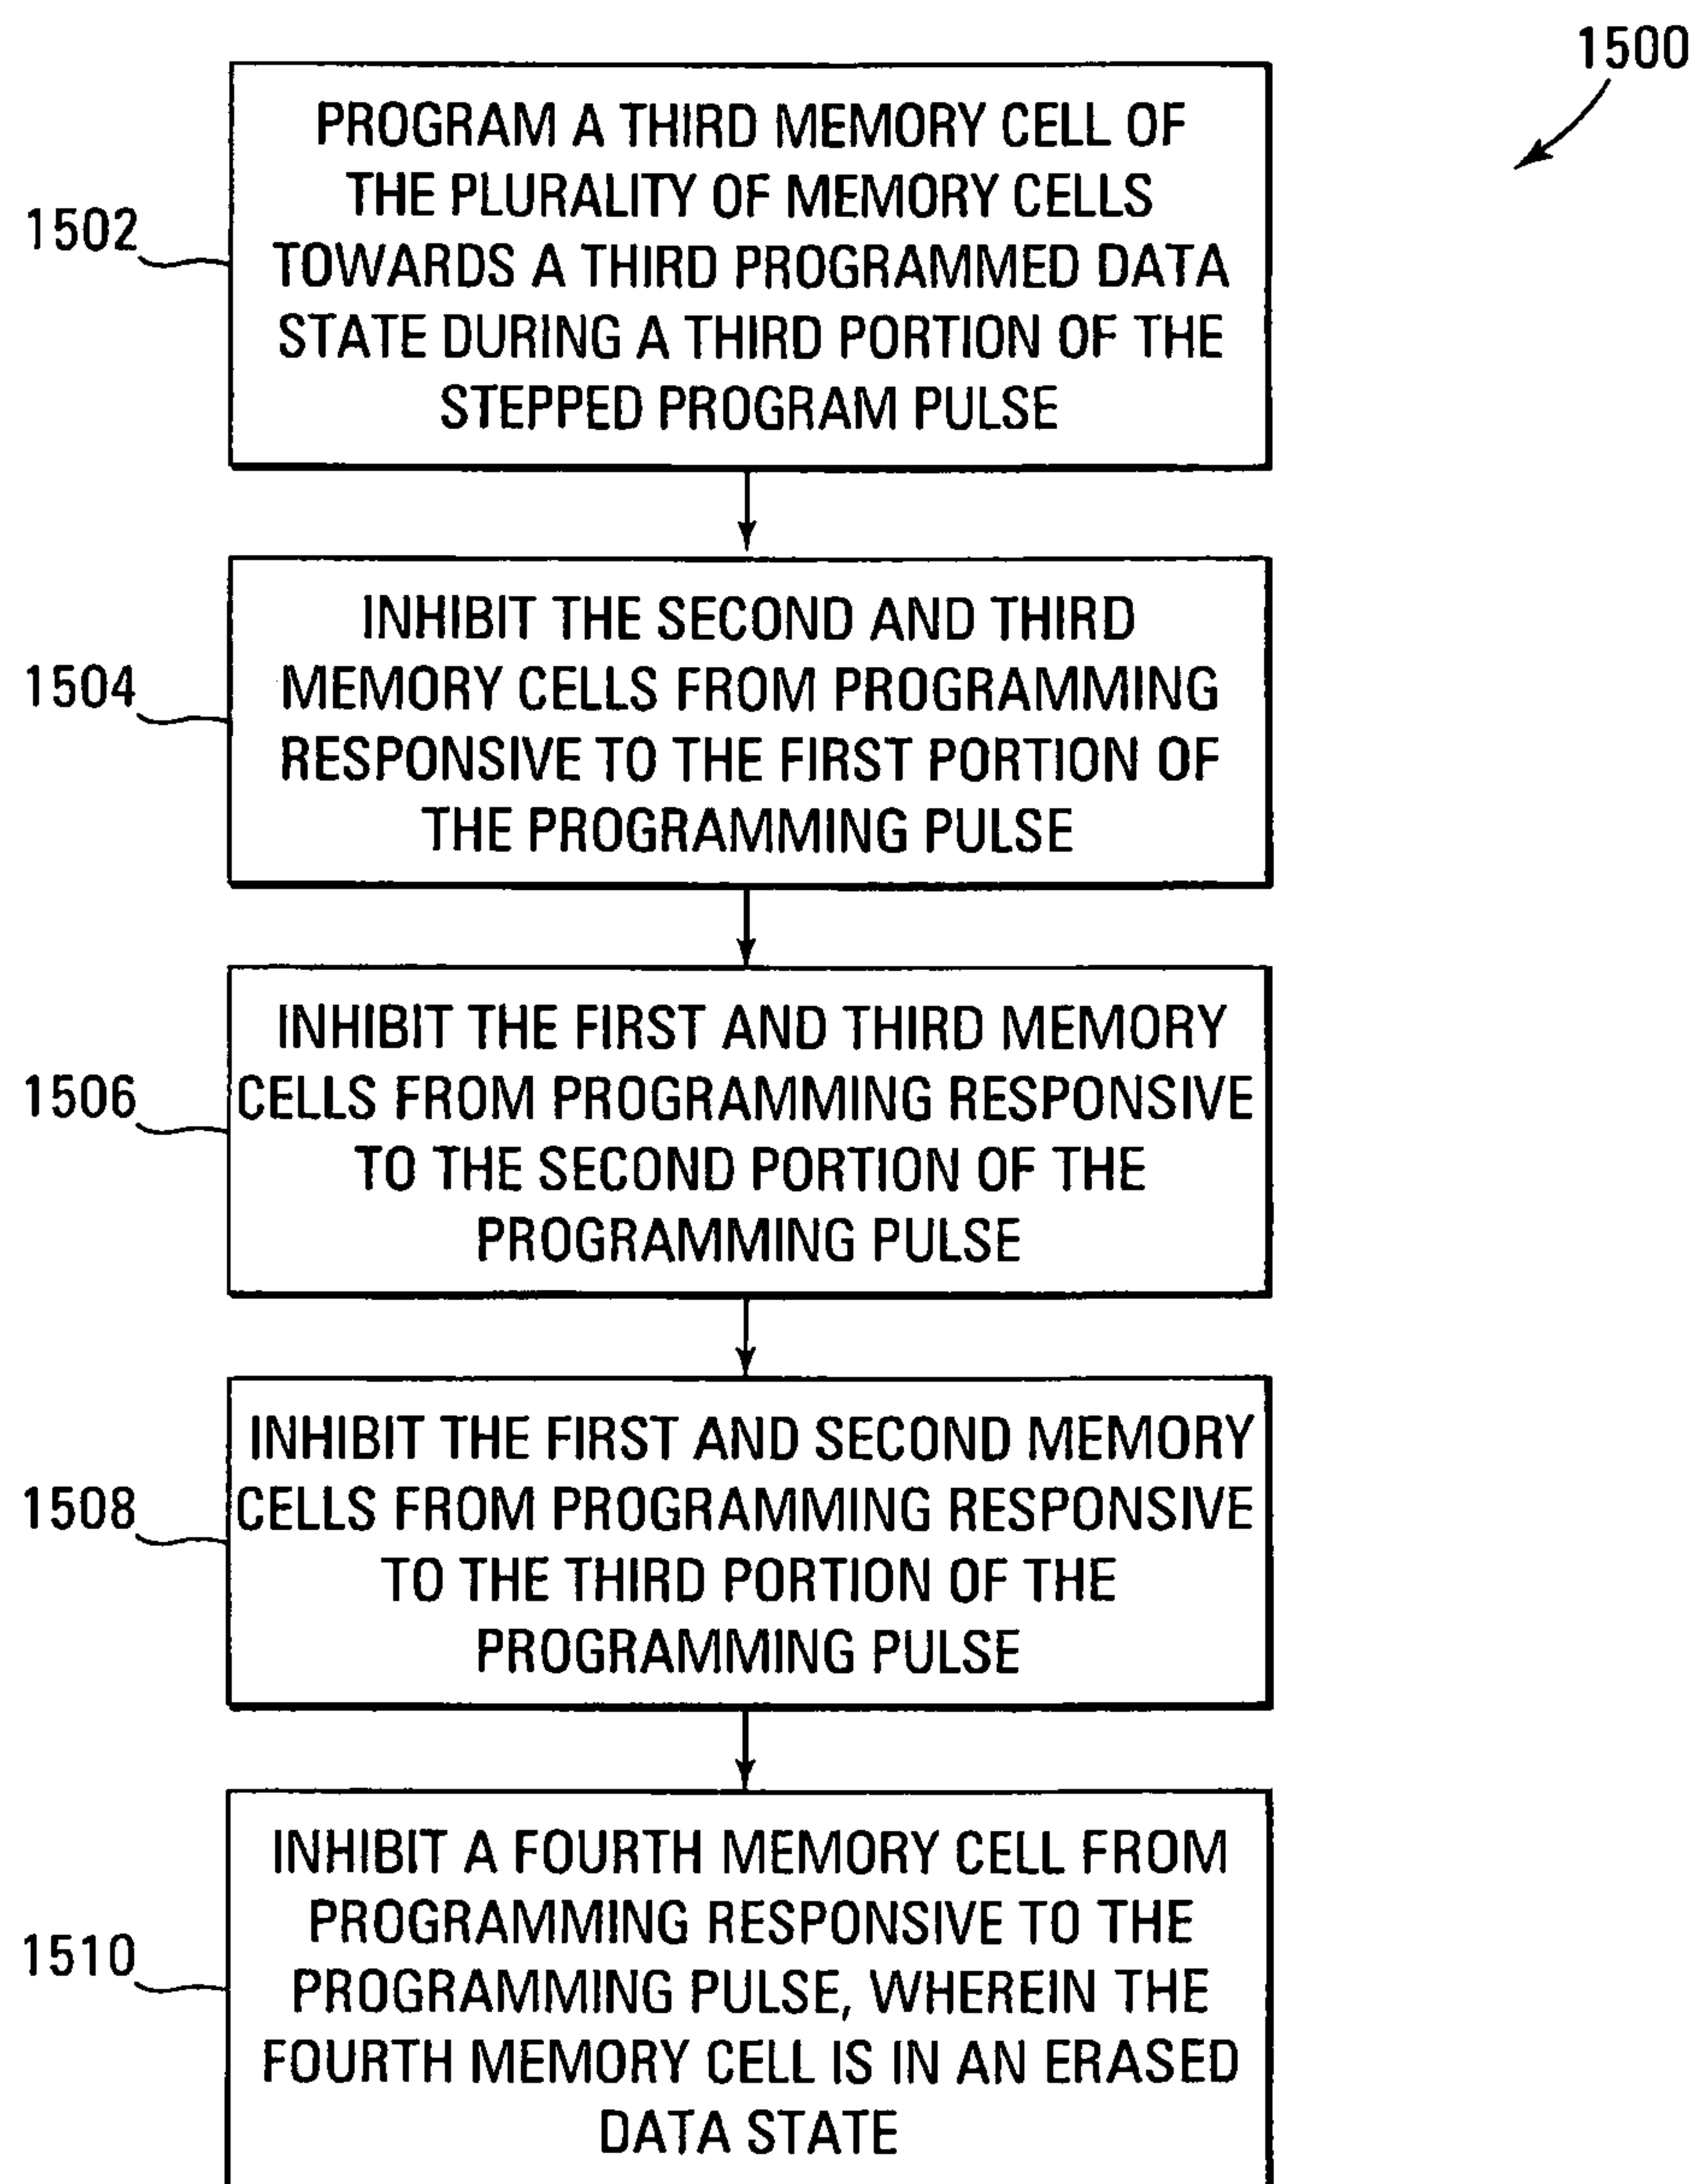 1500
PROGRAM A THIRD MEMORY CELL OF
THE PLURALITY OF MEMORY CELLS
TOWARDS A THIRD PROGRAMMED DATA
STATE DURING A THIRD PORTION OF THE
STEPPED PROGRAM PULSE
1502
INHIBIT THE SECOND AND THIRD
MEMORY CELLS FROM PROGRAMMING
RESPONSIVE TO THE FIRST PORTION OF
THE PROGRAMMING PULSE
1504
INHIBIT THE FIRST AND THIRD MEMORY
CELLS FROM PROGRAMMING RESPONSIVE
TO THE SECOND PORTION OF THE
PROGRAMMING PULSE
1506
INHIBIT THE FIRST AND SECOND MEMORY
CELLS FROM PROGRAMMING RESPONSIVE
TO THE THIRD PORTION OF THE
PROGRAMMING PULSE
1508
INHIBIT A FOURTH MEMORY CELL FROM
PROGRAMMING RESPONSIVE TO THE
PROGRAMMING PULSE, WHEREIN THE
FOURTH MEMORY CELL IS IN AN ERASED
DATA STATE
1510